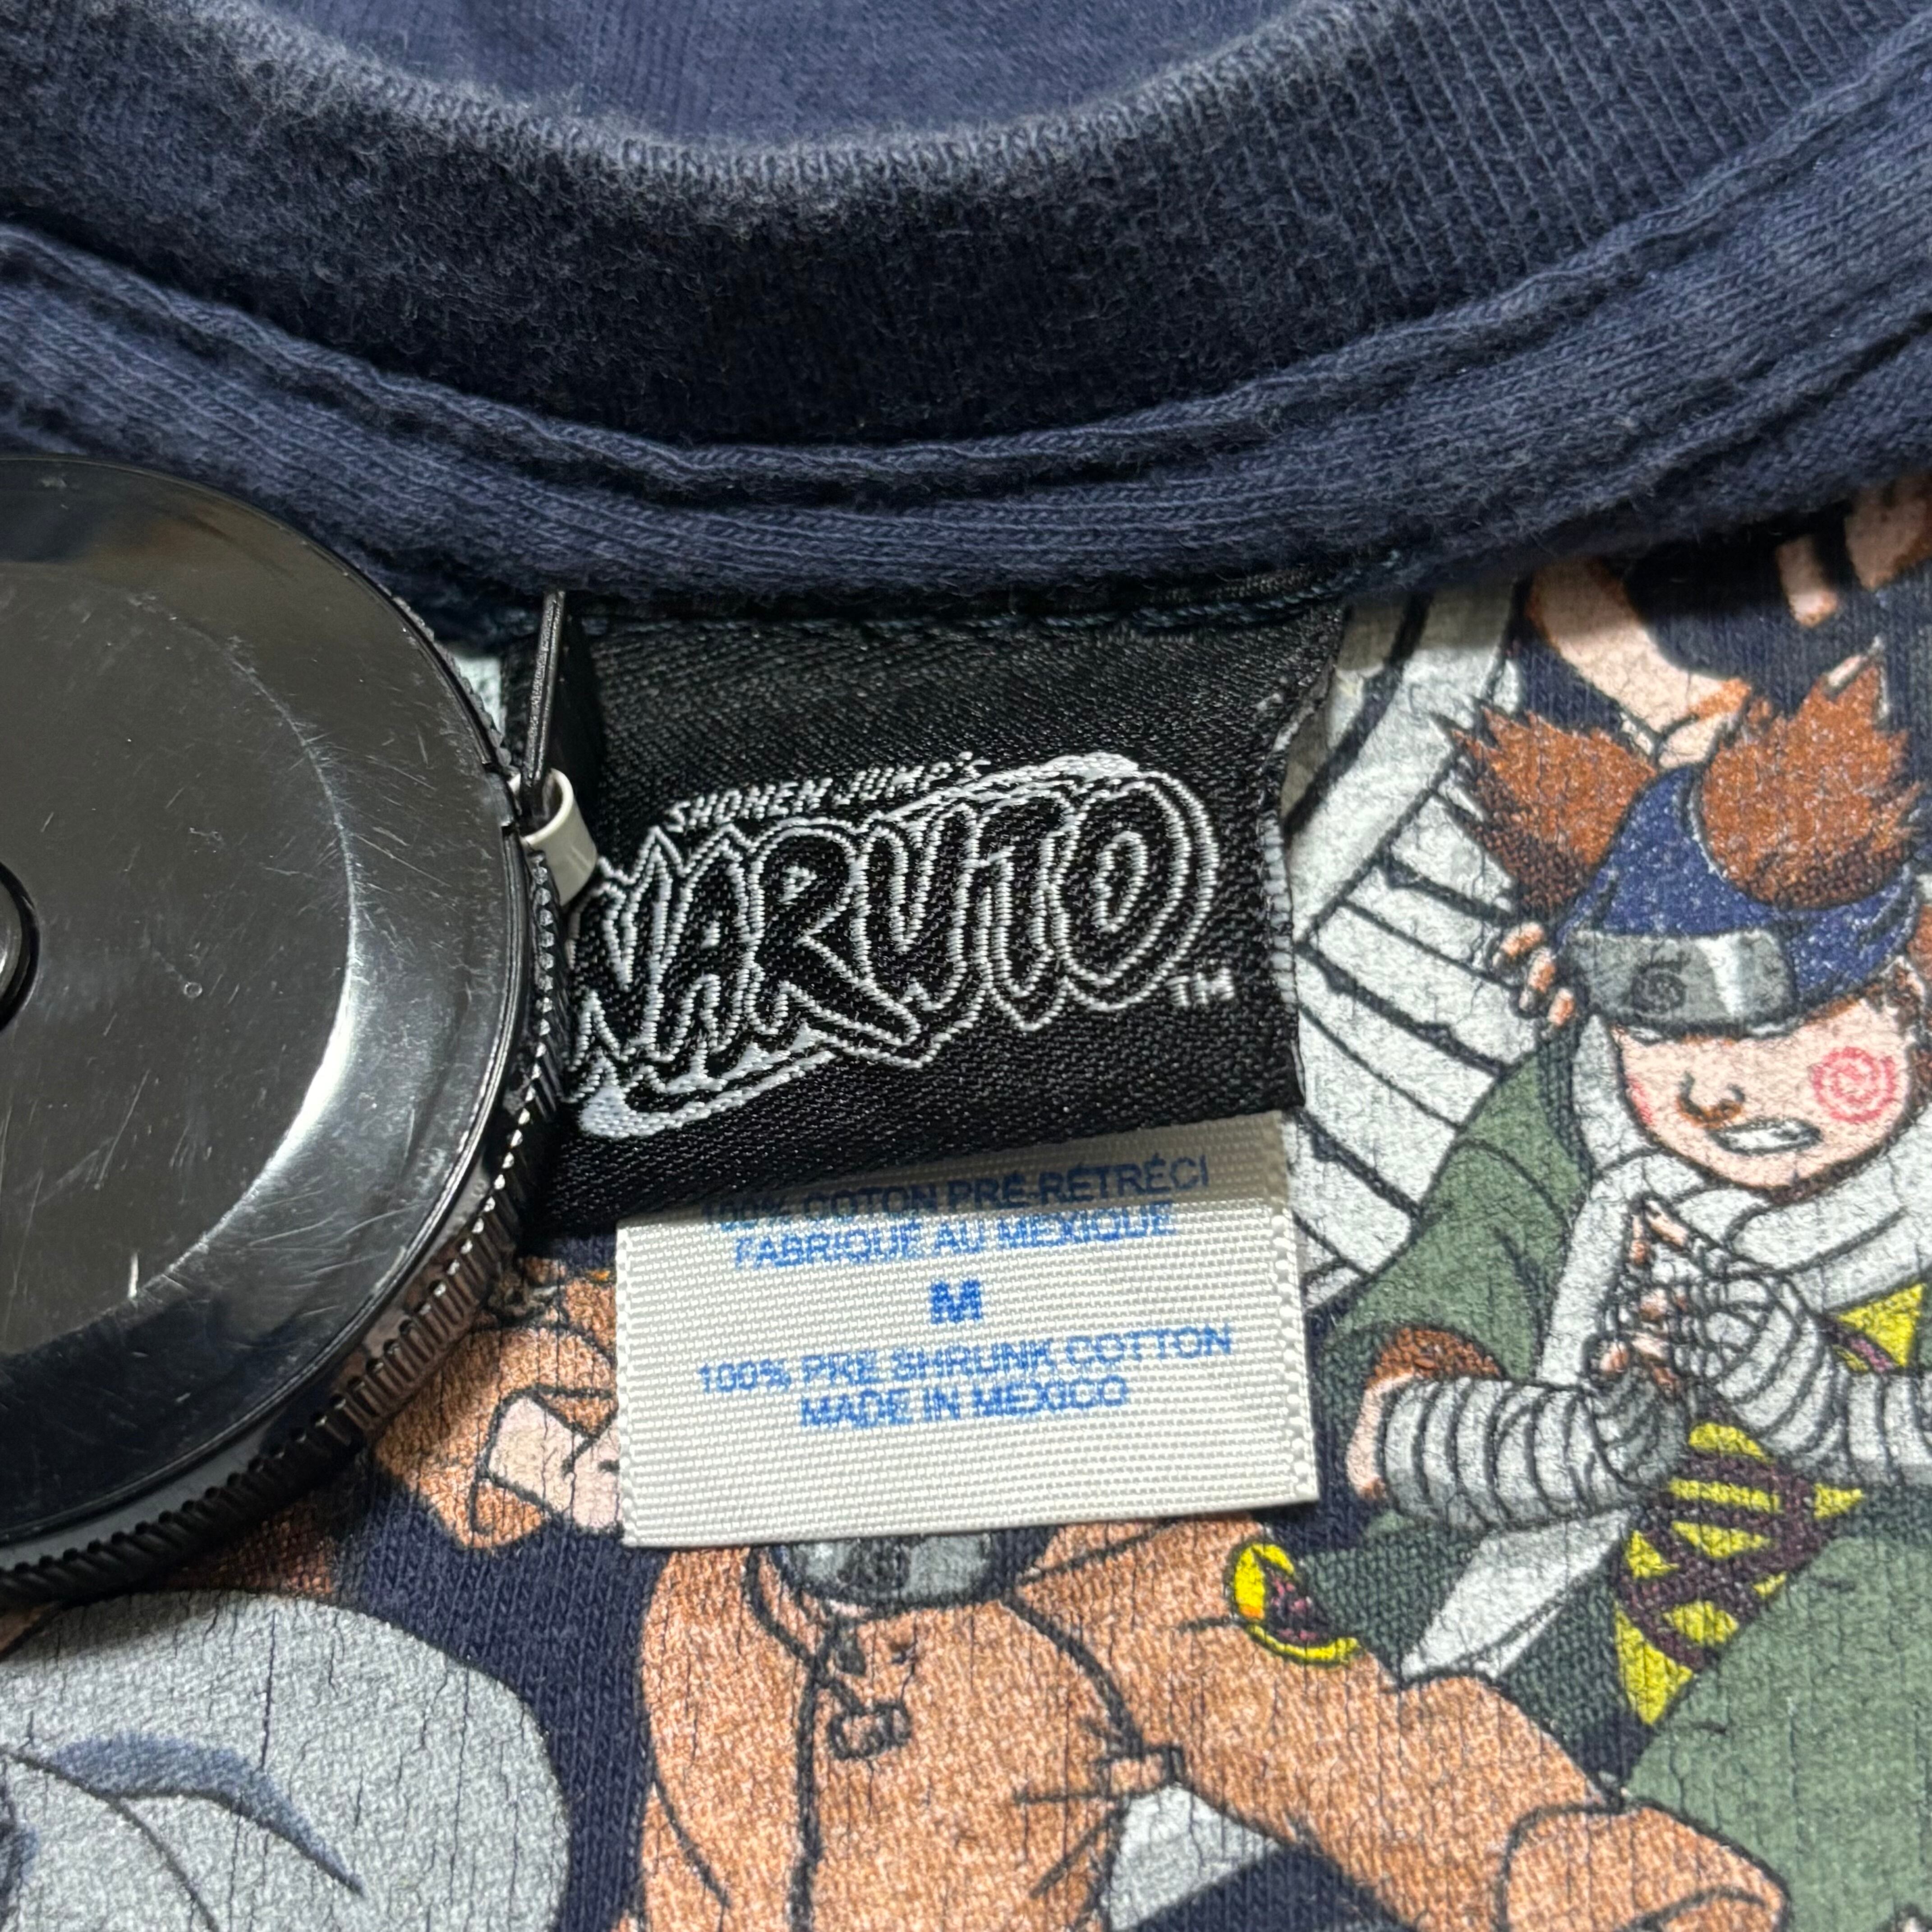 SHONEN JUMP's
NARUTO
TM
100% COTON PRÉ-RÉTRÉCI
FABRIQUÉ AU MEXIQUE
M
100% PRE SHRUNK COTTON
MADE IN MEXICO